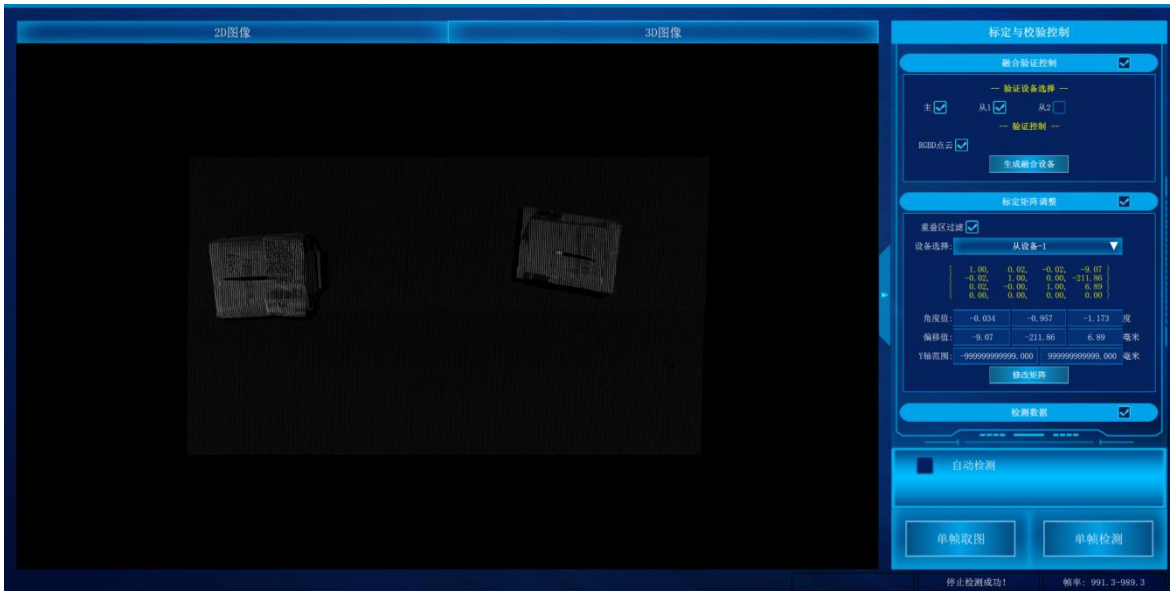 2D图像 3D图像 标定与校验控制
融合验证控制
— 验证设备选择 —
主 从1 从2
— 验证控制 —
RGBD点云
生成融合设备
标定矩阵调整
重叠区过滤
设备选择: 从设备-1
[ 1.00, 0.02, -0.02, -9.07 ]
-0.02, 1.00, 0.00, -211.86
0.02, -0.00, 1.00, 6.89
[ 0.00, 0.00, 0.00, 0.00 ]
角度值: -0.034 -0.957 -1.173 度
偏移值: -9.07 -211.86 6.89 毫米
Y轴范围: -999999999999.000 999999999999.000 毫米
修改矩阵
检测数据
自动检测
单帧取图 单帧检测
停止检测成功! 帧率: 991.3-989.3